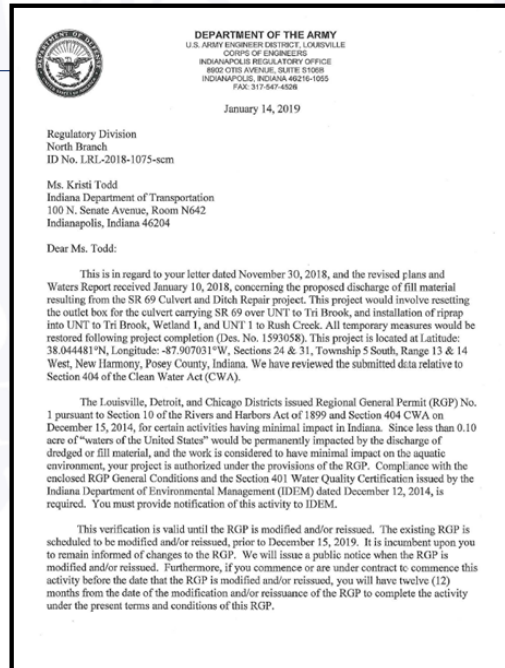 DEPARTMENT OF THE ARMY
U.S. ARMY ENGINEER DISTRICT, LOUISVILLE
CORPS OF ENGINEERS
INDIANAPOLIS REGULATORY OFFICE
8902 OTIS AVENUE, SUITE S106B
INDIANAPOLIS, INDIANA 46216-1055
FAX: 317-547-4526
January 14, 2019
Regulatory Division
North Branch
ID No. LRL-2018-1075-scm
Ms. Kristi Todd
Indiana Department of Transportation
100 N. Senate Avenue, Room N642
Indianapolis, Indiana 46204
Dear Ms. Todd:
This is in regard to your letter dated November 30, 2018, and the revised plans and
Waters Report received January 10, 2018, concerning the proposed discharge of fill material
resulting from the SR 69 Culvert and Ditch Repair project. This project would involve resetting
the outlet box for the culvert carrying SR 69 over UNT to Tri Brook, and installation of riprap
into UNT to Tri Brook, Wetland 1, and UNT 1 to Rush Creek. All temporary measures would be
restored following project completion (Des. No. 1593058). This project is located at Latitude:
38.044481°N, Longitude: -87.907031°W, Sections 24 & 31, Township 5 South, Range 13 & 14
West, New Harmony, Posey County, Indiana. We have reviewed the submitted data relative to
Section 404 of the Clean Water Act (CWA).
The Louisville, Detroit, and Chicago Districts issued Regional General Permit (RGP) No.
1 pursuant to Section 10 of the Rivers and Harbors Act of 1899 and Section 404 CWA on
December 15, 2014, for certain activities having minimal impact in Indiana. Since less than 0.10
acre of “waters of the United States” would be permanently impacted by the discharge of
dredged or fill material, and the work is considered to have minimal impact on the aquatic
environment, your project is authorized under the provisions of the RGP. Compliance with the
enclosed RGP General Conditions and the Section 401 Water Quality Certification issued by the
Indiana Department of Environmental Management (IDEM) dated December 12, 2014, is
required. You must provide notification of this activity to IDEM.
This verification is valid until the RGP is modified and/or reissued. The existing RGP is
scheduled to be modified and/or reissued, prior to December 15, 2019. It is incumbent upon you
to remain informed of changes to the RGP. We will issue a public notice when the RGP is
modified and/or reissued. Furthermore, if you commence or are under contract to commence this
activity before the date that the RGP is modified and/or reissued, you will have twelve (12)
months from the date of the modification and/or reissuance of the RGP to complete the activity
under the present terms and conditions of this RGP.